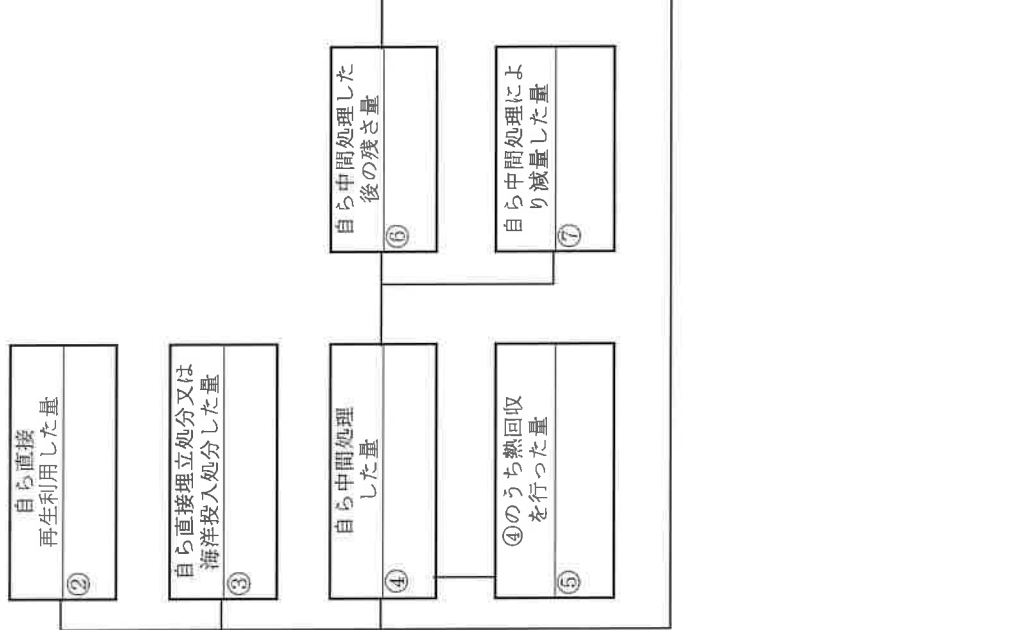 自ら直接
再生利用した量
②
自ら直接埋立処分又は
海洋投入処分した量
③
自ら中間処理
した量
④
④のうち熱回収
を行った量
⑤
自ら中間処理した
後の残さ量
⑥
自ら中間処理によ
り減量した量
⑦